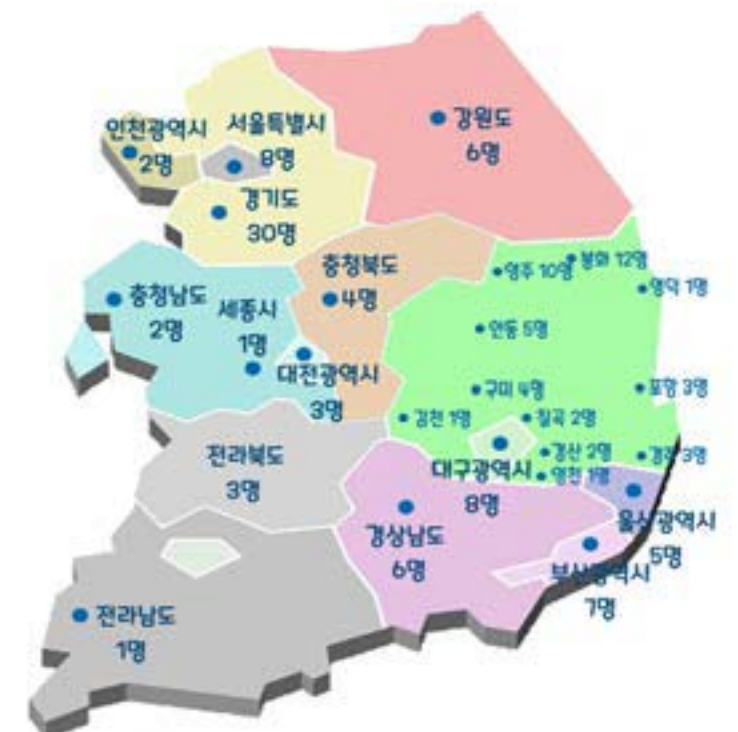 강원도
6명
인천광역시
2명
서울특별시
8명
경기도
30명
충청북도
4명
영주 10명
봉화 12명
영덕 1명
충청남도
2명
세종시
1명
안동 5명
대전광역시
3명
구미 4명
포항 3명
김천 1명
칠곡 2명
전라북도
3명
경산 2명
경주 3명
대구광역시
8명
영천 1명
경상남도
6명
울산광역시
5명
부산광역시
7명
전라남도
1명